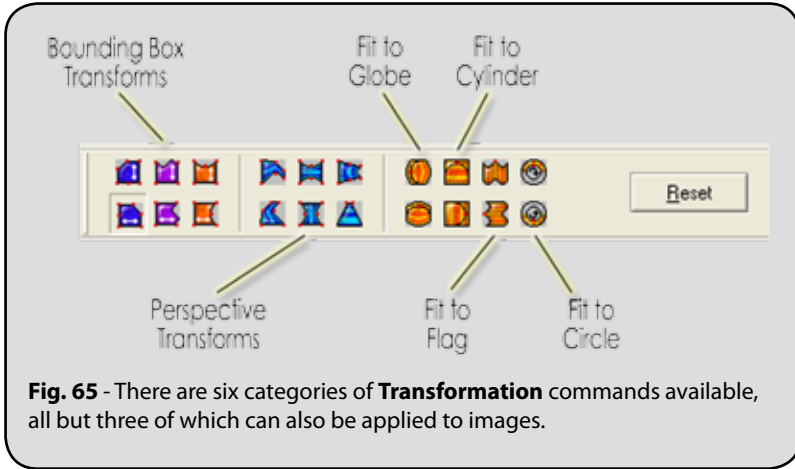 Bounding Box
Transforms
Fit to
Globe
Fit to
Cylinder
Reset
Perspective
Transforms
Fit to
Flag
Fit to
Circle
Fig. 65 - There are six categories of Transformation commands available,
all but three of which can also be applied to images.